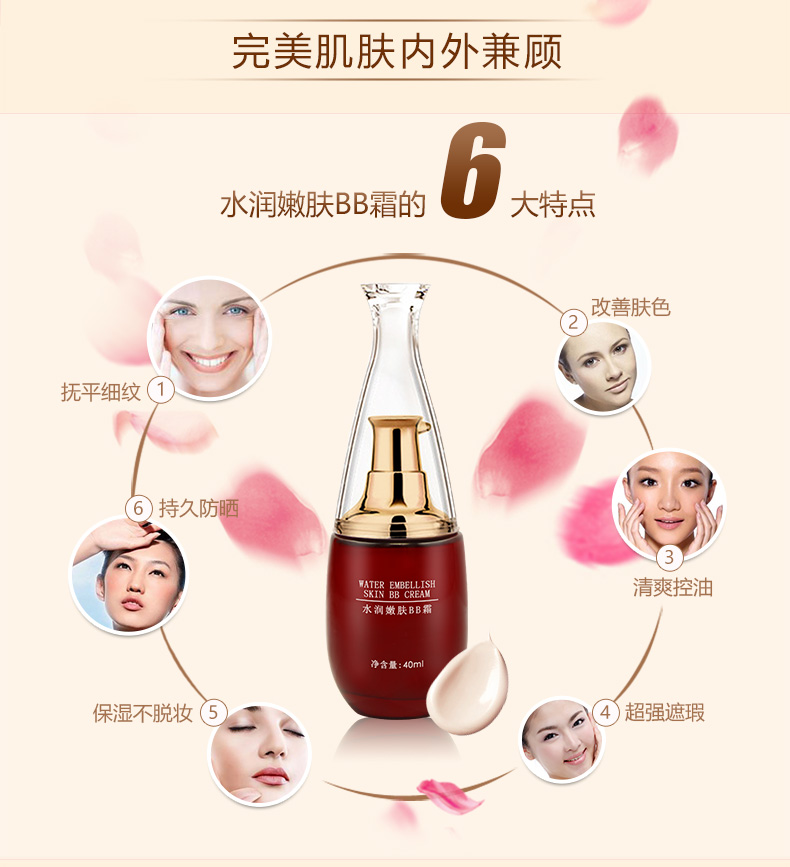 完美肌肤内外兼顾
水润嫩肤BB霜的6大特点
抚平细纹 1
2 改善肤色
3
清爽控油
4 超强遮瑕
保湿不脱妆 5
6 持久防晒
WATER EMBELLISH
SKIN BB CREAM
水润嫩肤BB霜
净含量:40ml